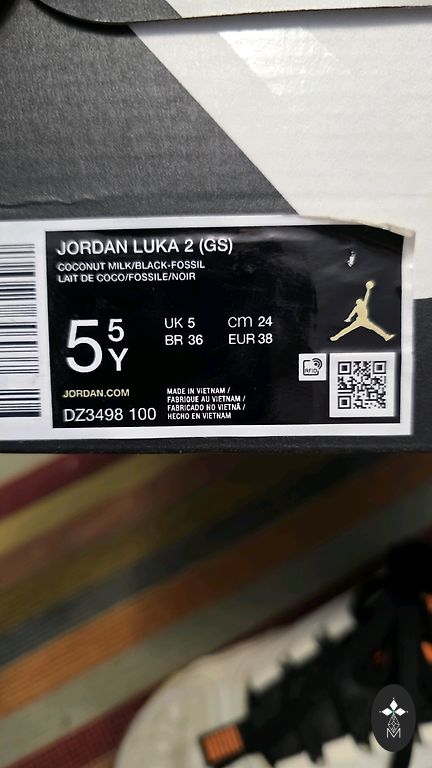 JORDAN LUKA 2 (GS)
COCONUT MILK/BLACK-FOSSIL
LAIT DE COCO/FOSSILE/NOIR
5 5 Y
UK 5 cm 24
BR 36 EUR 38
RFID
JORDAN.COM
DZ3498 100
MADE IN VIETNAM /
FABRIQUE AU VIETNAM /
FABRICADO NO VIETNÃ /
HECHO EN VIETNAM
M